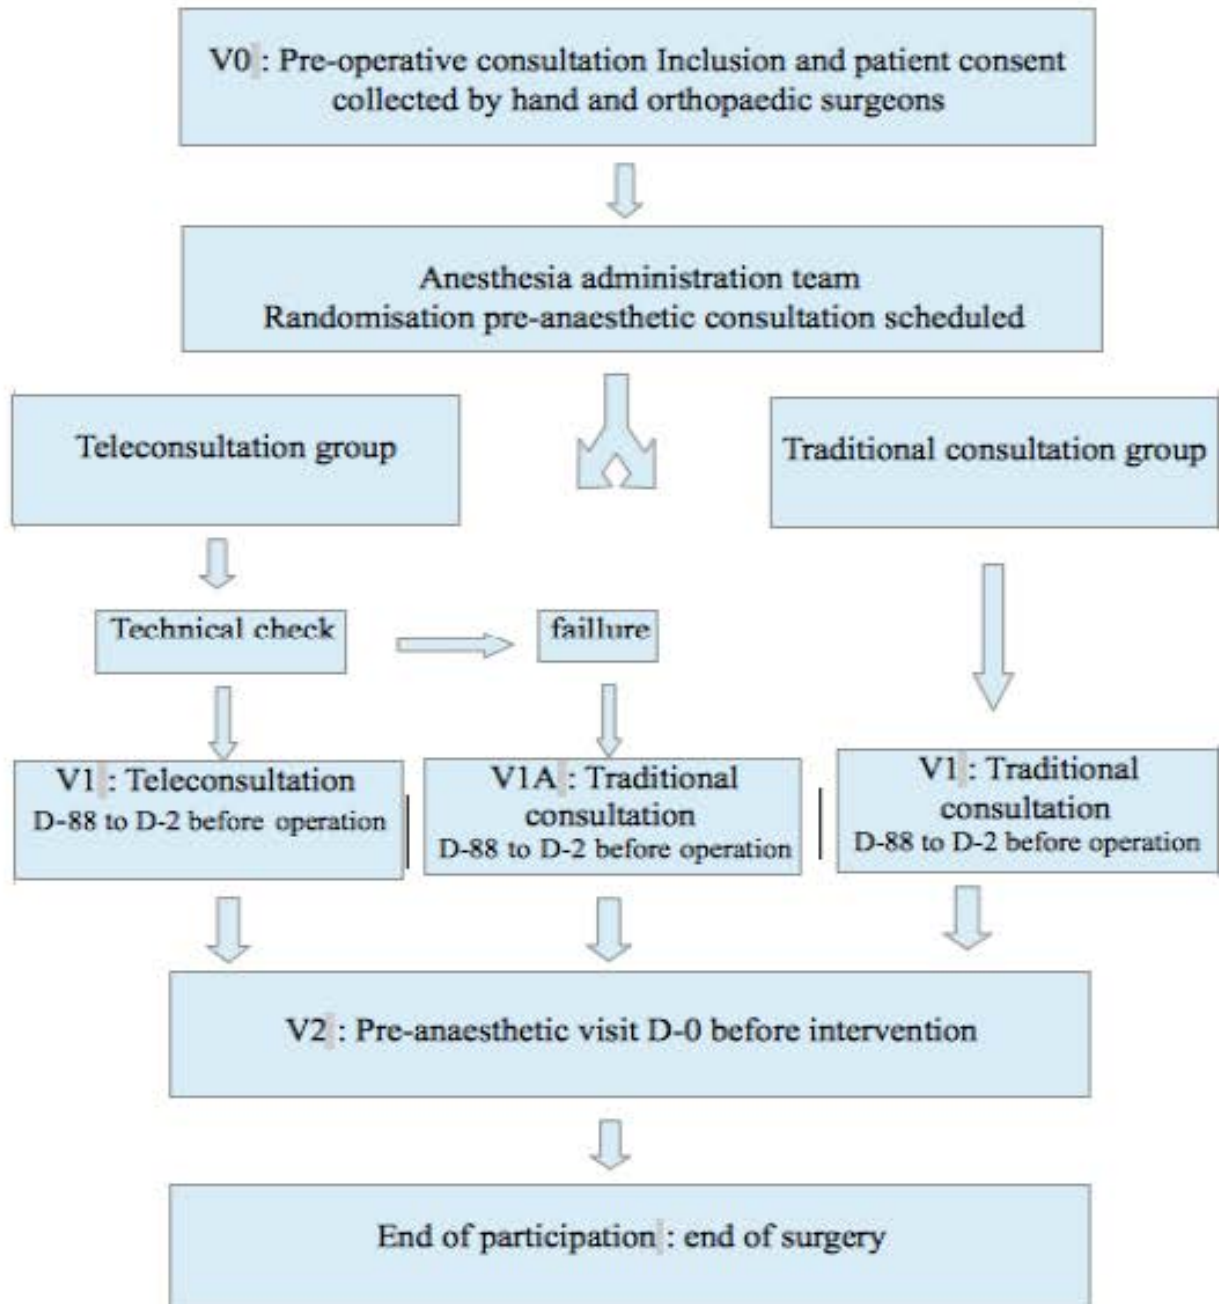 V0 : Pre-operative consultation Inclusion and patient consent
collected by hand and orthopaedic surgeons
Anesthesia administration team
Randomisation pre-anaesthetic consultation scheduled
Teleconsultation group
Traditional consultation group
Technical check
faillure
V1 : Teleconsultation
D-88 to D-2 before operation
V1A : Traditional
consultation
D-88 to D-2 before operation
V1 : Traditional
consultation
D-88 to D-2 before operation
V2 : Pre-anaesthetic visit D-0 before intervention
End of participation : end of surgery